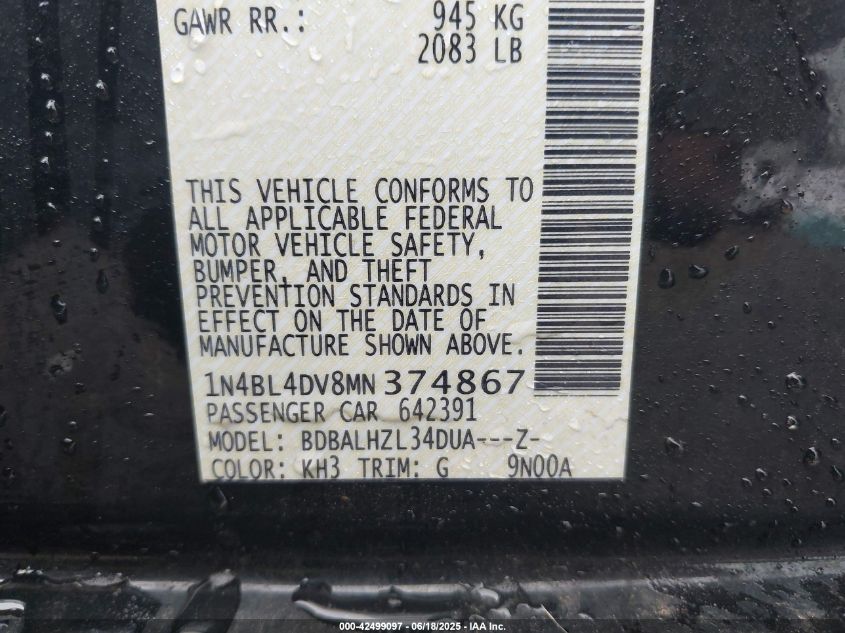 GAWR RR.: 945 KG
2083 LB
THIS VEHICLE CONFORMS TO
ALL APPLICABLE FEDERAL
MOTOR VEHICLE SAFETY,
BUMPER, AND THEFT
PREVENTION STANDARDS IN
EFFECT ON THE DATE OF
MANUFACTURE SHOWN ABOVE.
1N4BL4DV8MN374867
PASSENGER CAR 642391
MODEL: BDBALHZL34DUA---Z-
COLOR: KH3 TRIM: G 9N00A
000-42499097 - 06/18/2025 - IAA Inc.